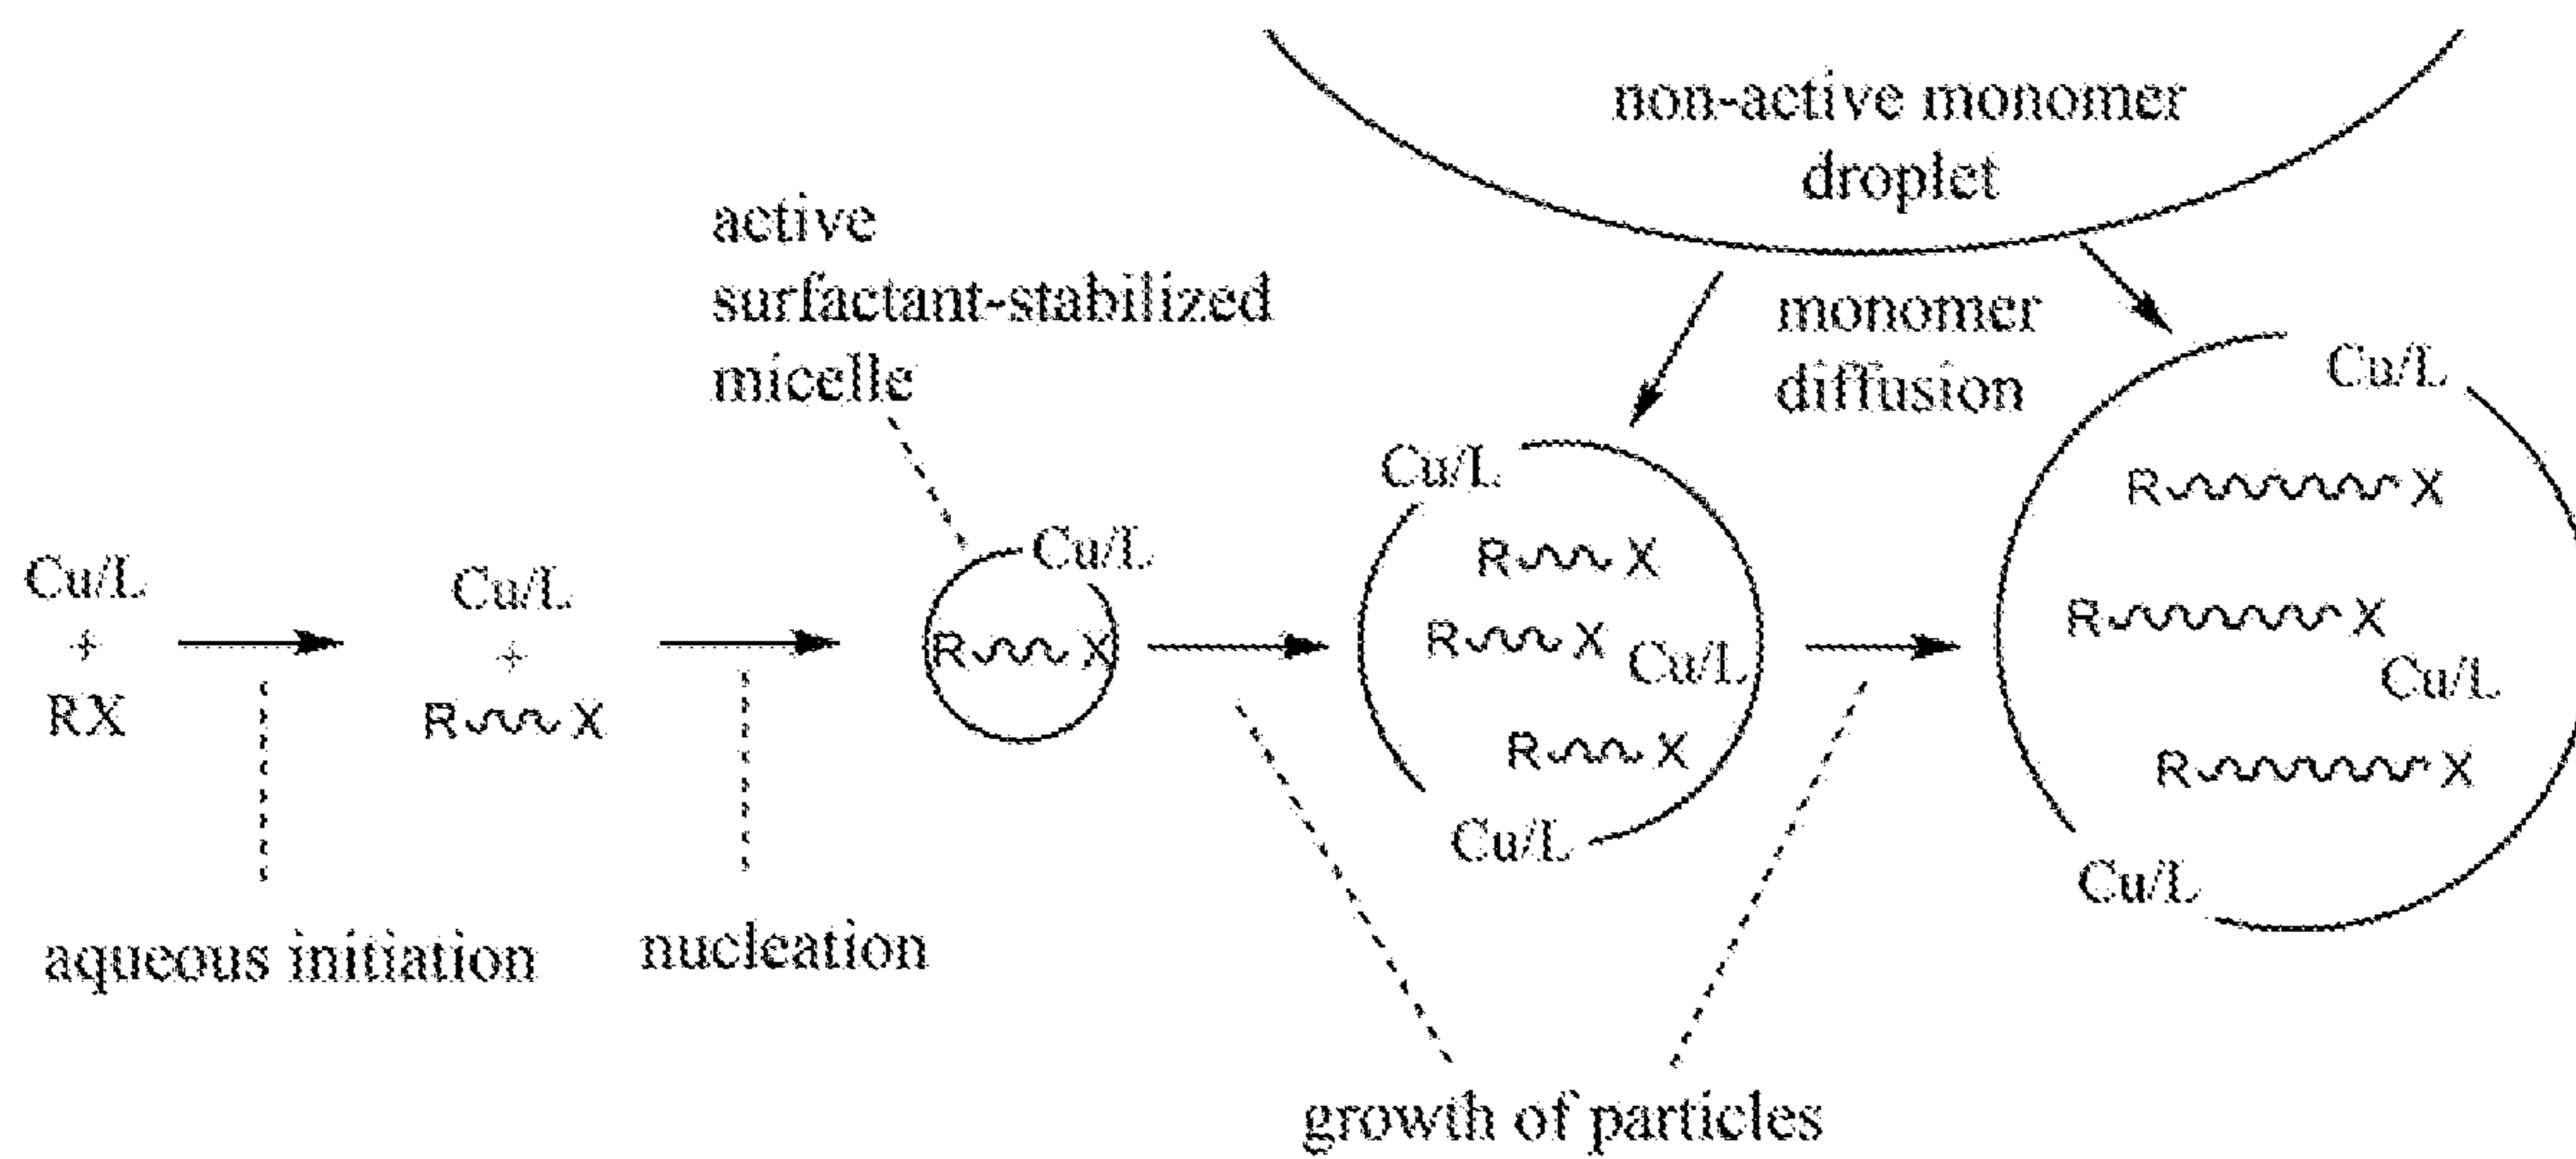 non-active monomer
droplet
active
surfactant-stabilized
micelle
monomer
diffusion
Cu/L
+
RX
Cu/L
+
R X
Cu/L
R X
Cu/L
R X
R X
Cu/L
R X
Cu/L
Cu/L
R X
R X
Cu/L
R X
Cu/L
aqueous initiation
nucleation
growth of particles